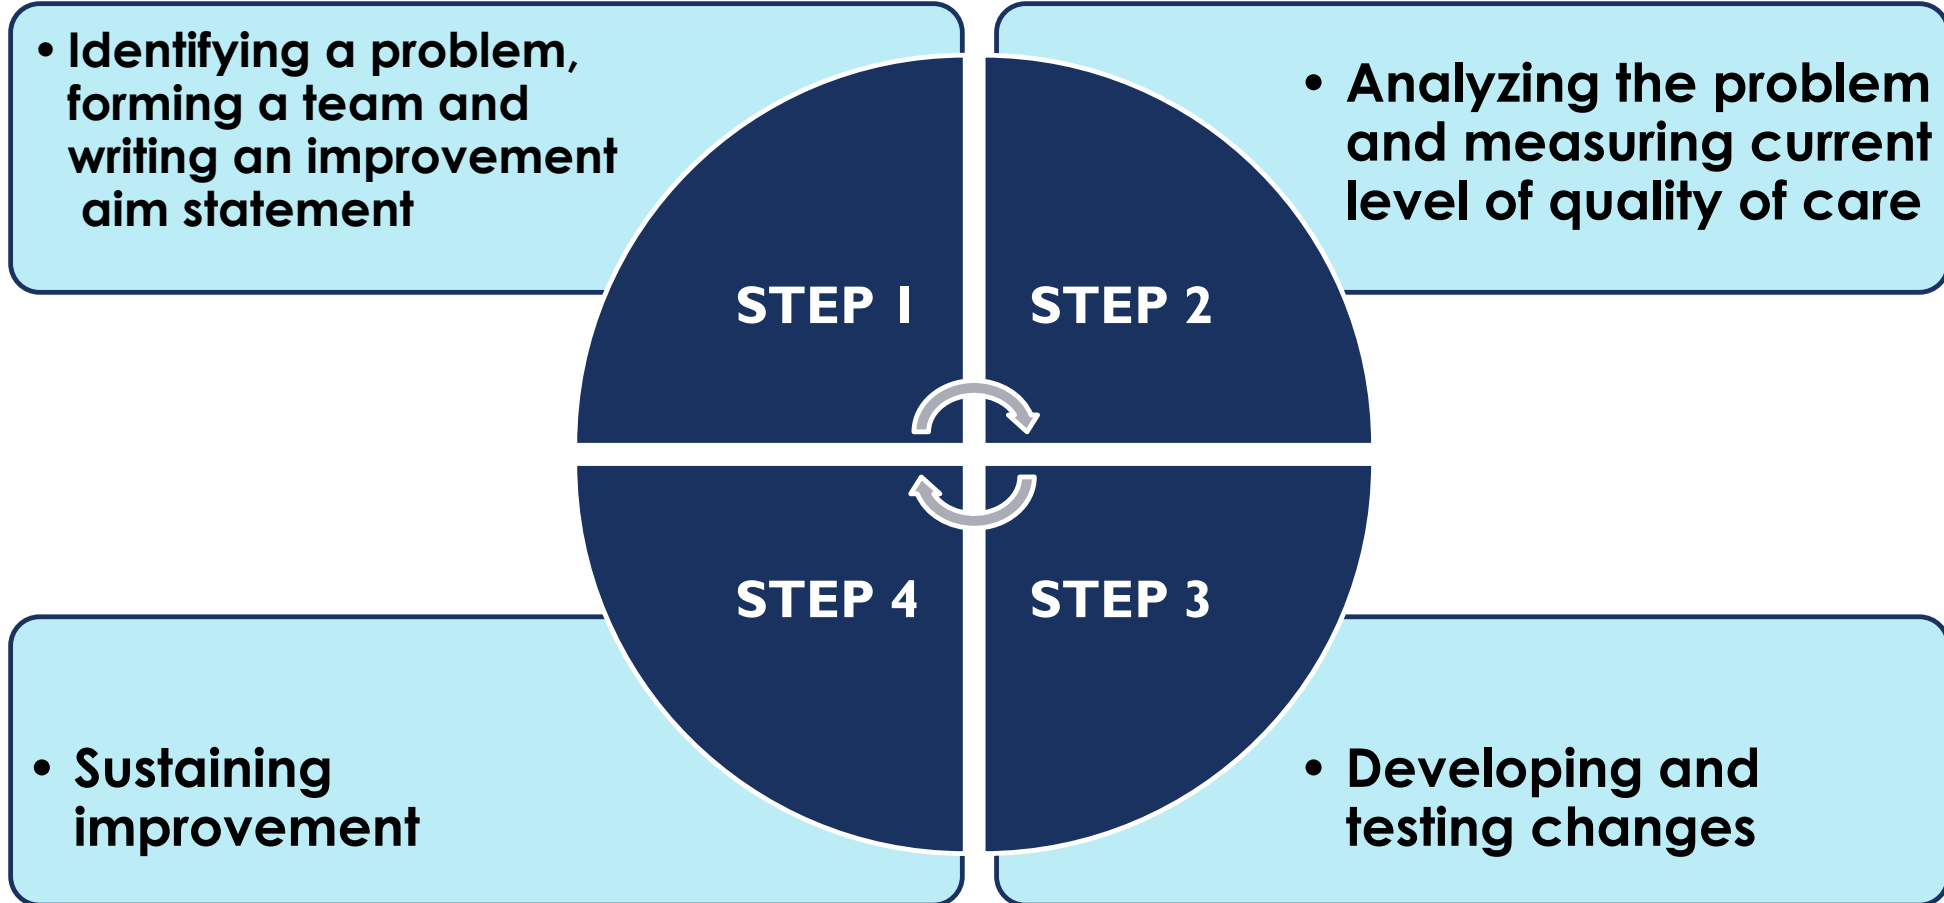 • Identifying a problem,
forming a team and
writing an improvement
aim statement
• Analyzing the problem
and measuring current
level of quality of care
STEP 1
STEP 2
STEP 4
STEP 3
• Sustaining
improvement
• Developing and
testing changes